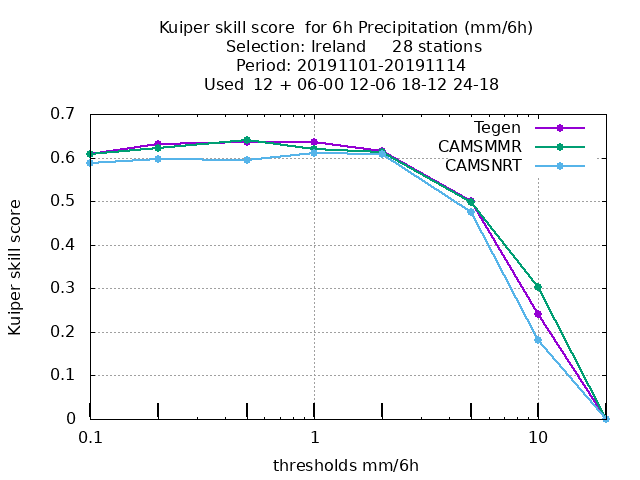 Kuiper skill score  for 6h Precipitation (mm/6h)
Selection: Ireland     28 stations
Period: 20191101-20191114
Used  12 + 06-00 12-06 18-12 24-18
Tegen
CAMSMMR
CAMSNRT
Kuiper skill score
0.7
0.6
0.5
0.4
0.3
0.2
0.1
0
0.1
1
10
thresholds mm/6h